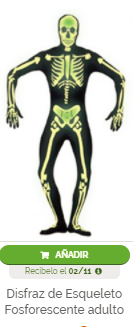 AÑADIR
Recíbelo el 02/11
Disfraz de Esqueleto
Fosforescente adulto